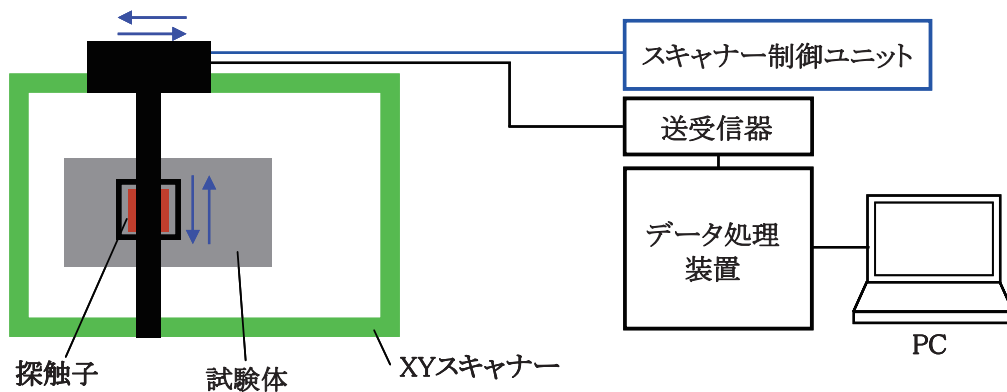 スキャナー制御ユニット
送受信器
データ処理
装置
PC
探触子
試験体
XYスキャナー